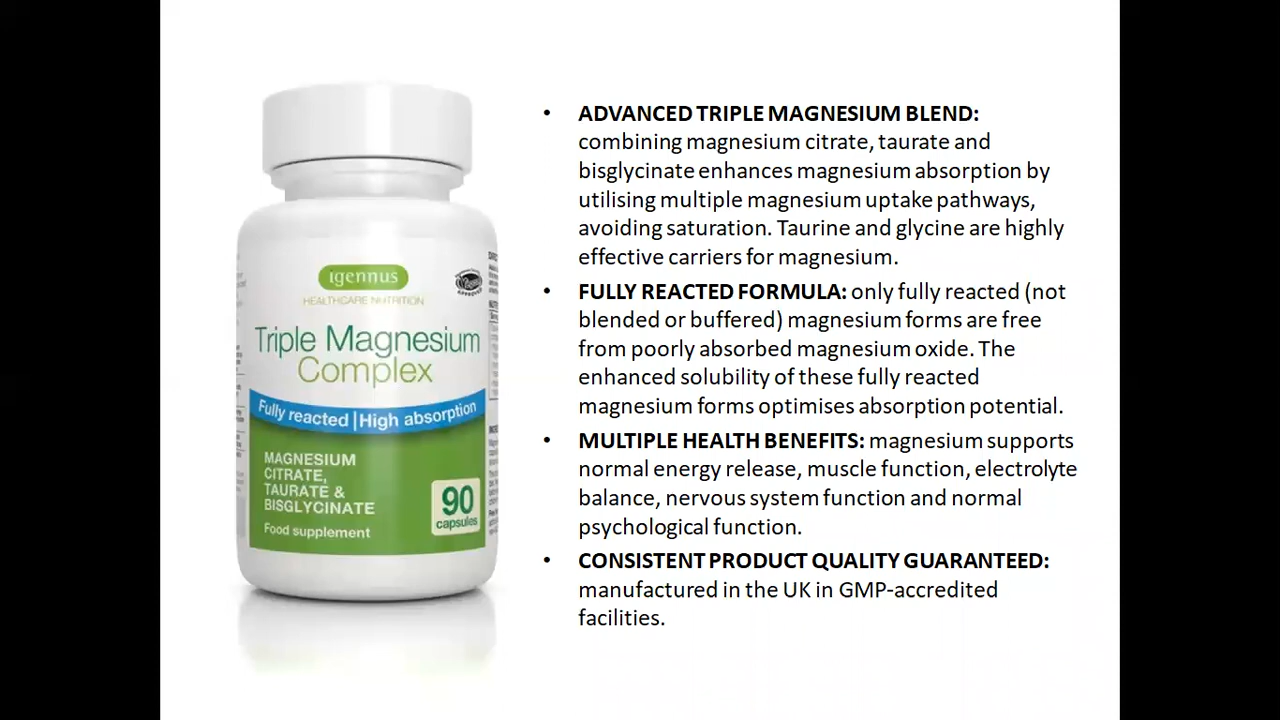 igennus
HEALTHCARE NUTRITION
APPROVED
Triple Magnesium
Complex
Fully reacted | High absorption
MAGNESIUM
CITRATE,
TAURATE &
BISGLYCINATE
Food supplement
90
capsules
• ADVANCED TRIPLE MAGNESIUM BLEND:
combining magnesium citrate, taurate and
bisglycinate enhances magnesium absorption by
utilising multiple magnesium uptake pathways,
avoiding saturation. Taurine and glycine are highly
effective carriers for magnesium.
• FULLY REACTED FORMULA: only fully reacted (not
blended or buffered) magnesium forms are free
from poorly absorbed magnesium oxide. The
enhanced solubility of these fully reacted
magnesium forms optimises absorption potential.
• MULTIPLE HEALTH BENEFITS: magnesium supports
normal energy release, muscle function, electrolyte
balance, nervous system function and normal
psychological function.
• CONSISTENT PRODUCT QUALITY GUARANTEED:
manufactured in the UK in GMP-accredited
facilities.